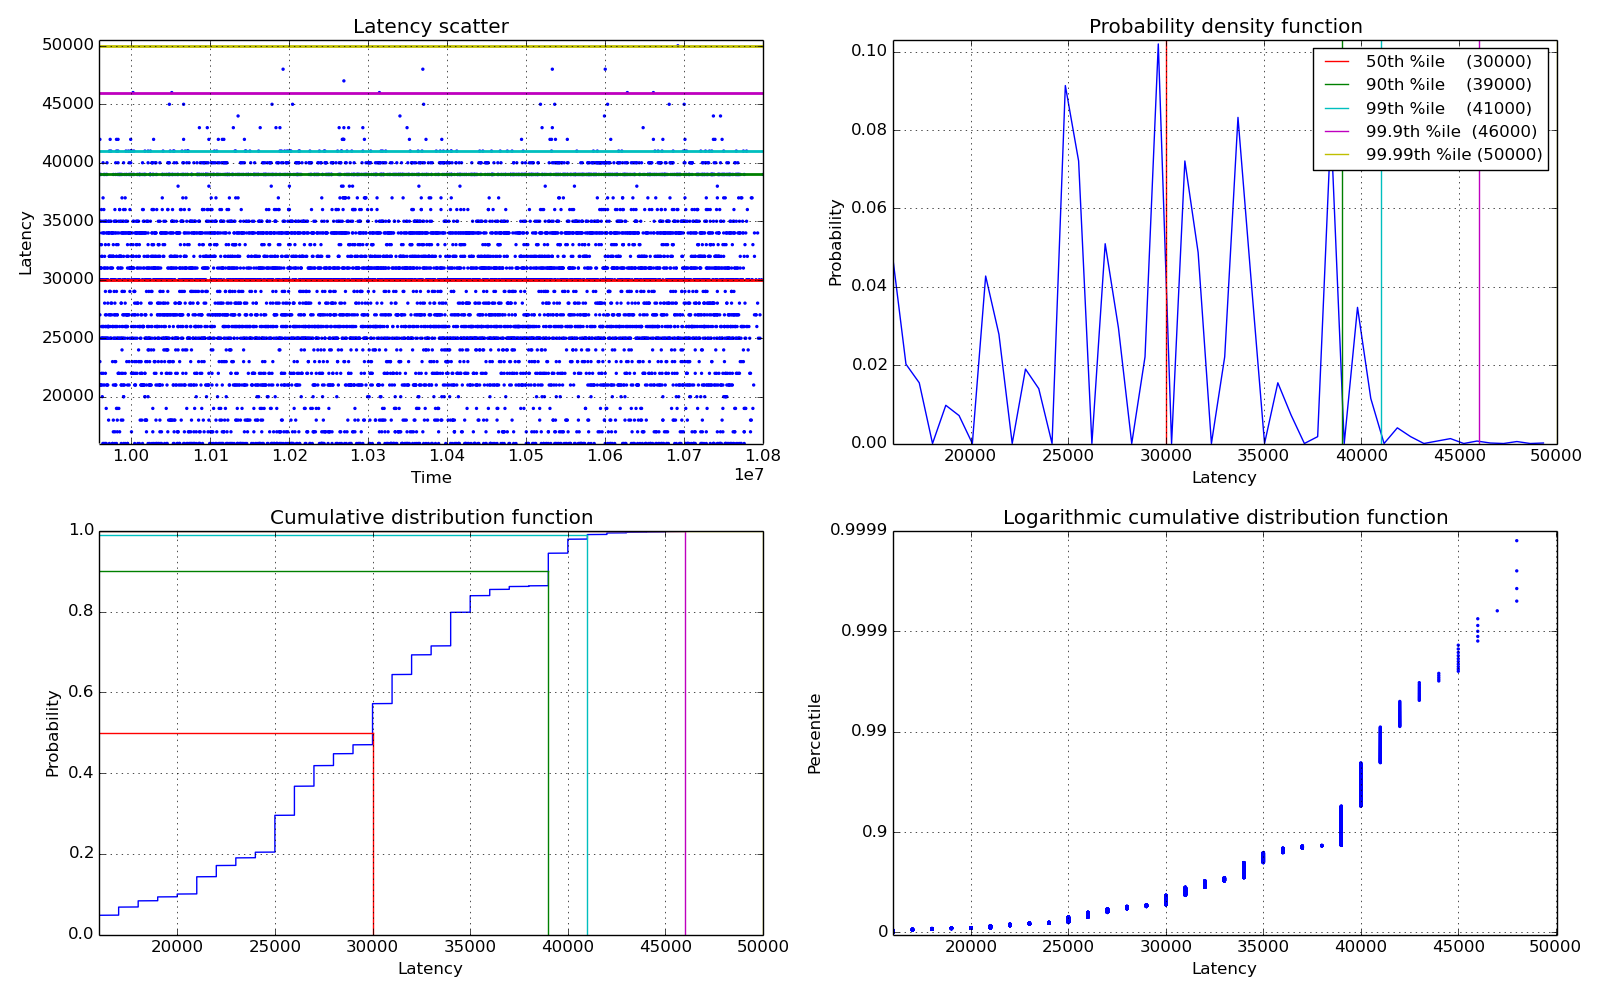 Latency scatter
50000
45000
40000
35000
30000
25000
20000
Latency
1.00 1.01 1.02 1.03 1.04 1.05 1.06 1.07 1.08
1e7
Time
Probability density function
0.10
0.08
0.06
0.04
0.02
0.00
Probability
50th %ile (30000)
90th %ile (39000)
99th %ile (41000)
99.9th %ile (46000)
99.99th %ile (50000)
20000 25000 30000 35000 40000 45000 50000
Latency
Cumulative distribution function
1.0
0.8
0.6
0.4
0.2
0.0
Probability
20000 25000 30000 35000 40000 45000 50000
Latency
Logarithmic cumulative distribution function
0.9999
0.999
0.99
0.9
0
Percentile
20000 25000 30000 35000 40000 45000 50000
Latency